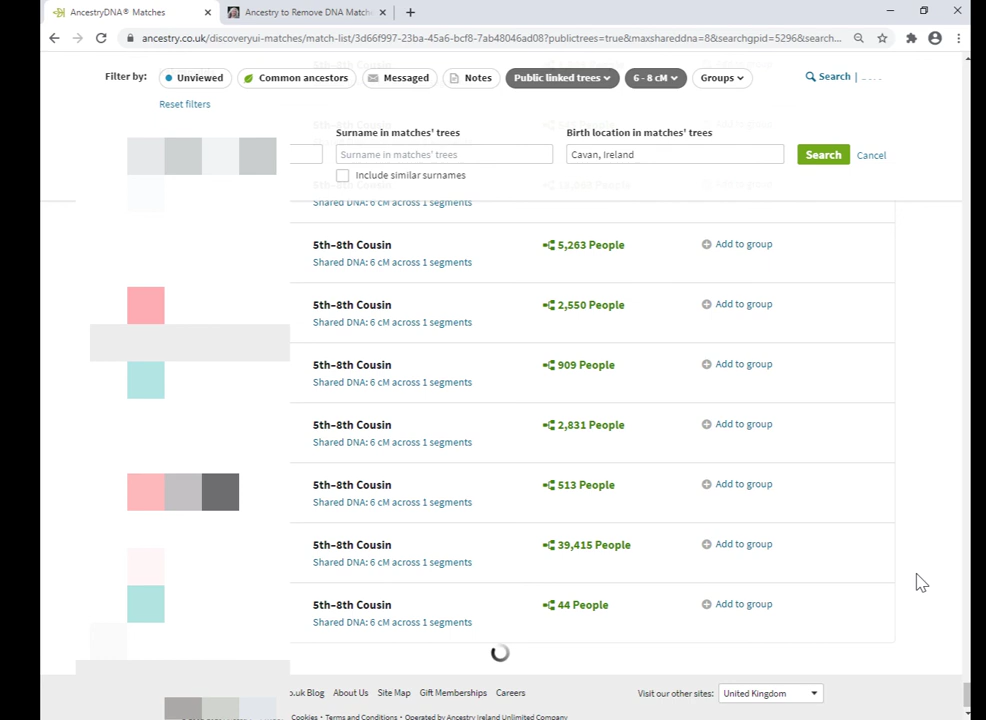 AncestryDNA® Matches
Ancestry to Remove DNA Match
ancestry.co.uk/discoveryui-matches/match-list/3d66f997-23ba-45a6-bcf8-7ab48046ad08?publictrees=true&maxshareddna=8&searchgpid=5296&search...
Filter by: Unviewed Common ancestors Messaged Notes Public linked trees 6 - 8 cM Groups Search |
Reset filters
Surname in matches' trees Birth location in matches' trees
Surname in matches' trees Cavan, Ireland Search Cancel
Include similar surnames
Shared DNA: 6 cM across 1 segments
5th–8th Cousin 5,263 People Add to group
Shared DNA: 6 cM across 1 segments
5th–8th Cousin 2,550 People Add to group
Shared DNA: 6 cM across 1 segments
5th–8th Cousin 909 People Add to group
Shared DNA: 6 cM across 1 segments
5th–8th Cousin 2,831 People Add to group
Shared DNA: 6 cM across 1 segments
5th–8th Cousin 513 People Add to group
Shared DNA: 6 cM across 1 segments
5th–8th Cousin 39,415 People Add to group
Shared DNA: 6 cM across 1 segments
5th–8th Cousin 44 People Add to group
Shared DNA: 6 cM across 1 segments
o.uk Blog About Us Site Map Gift Memberships Careers Visit our other sites: United Kingdom
Cookies • Terms and Conditions • Operated by Ancestry Ireland Unlimited Company